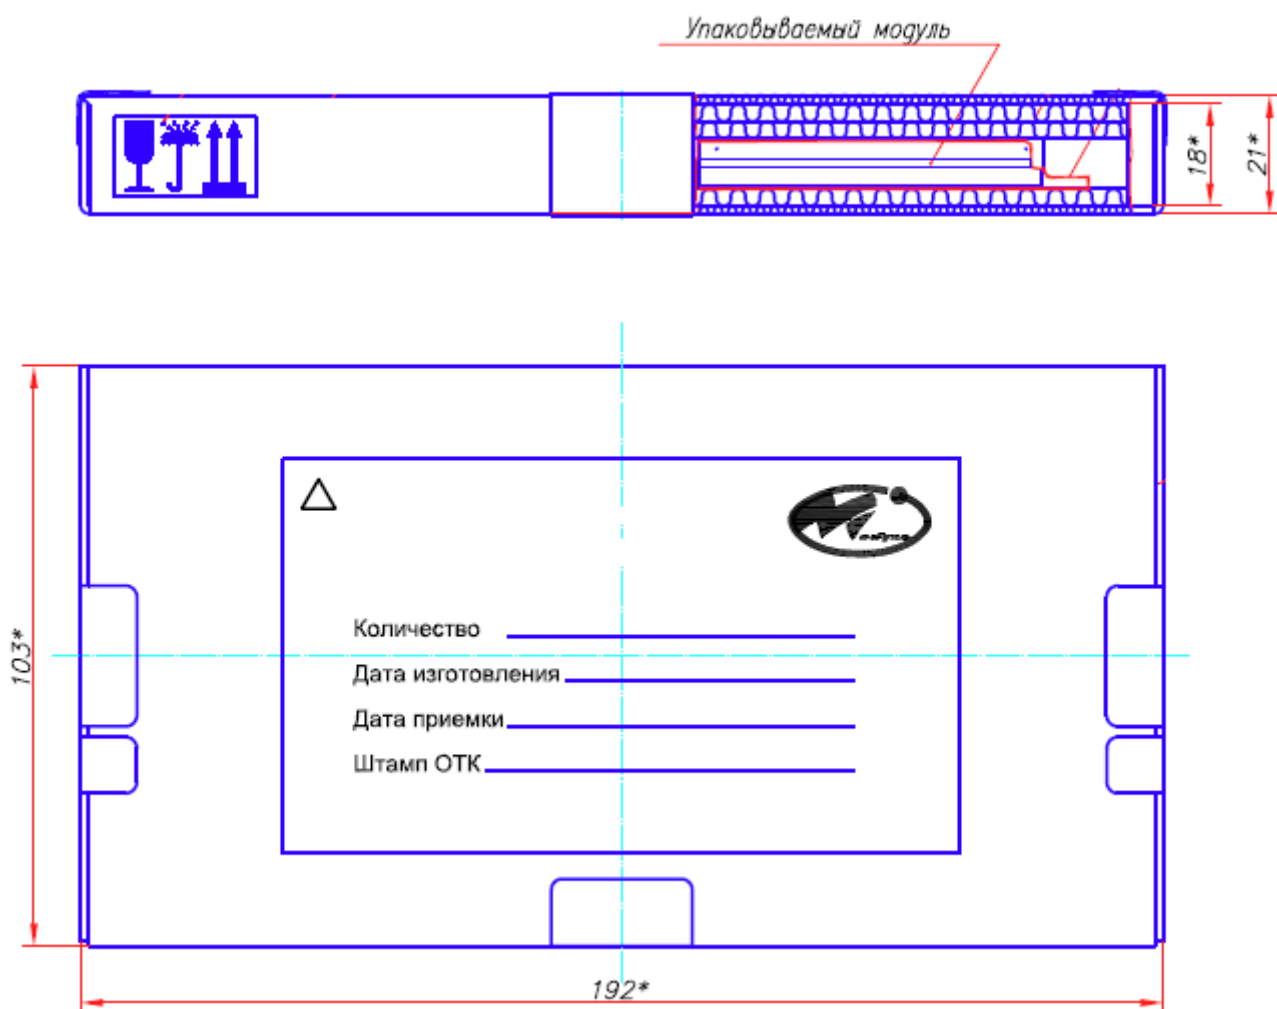 Упаковываемый модуль
18*
21*
Количество
Дата изготовления
Дата приемки
Штамп ОТК
103*
192*